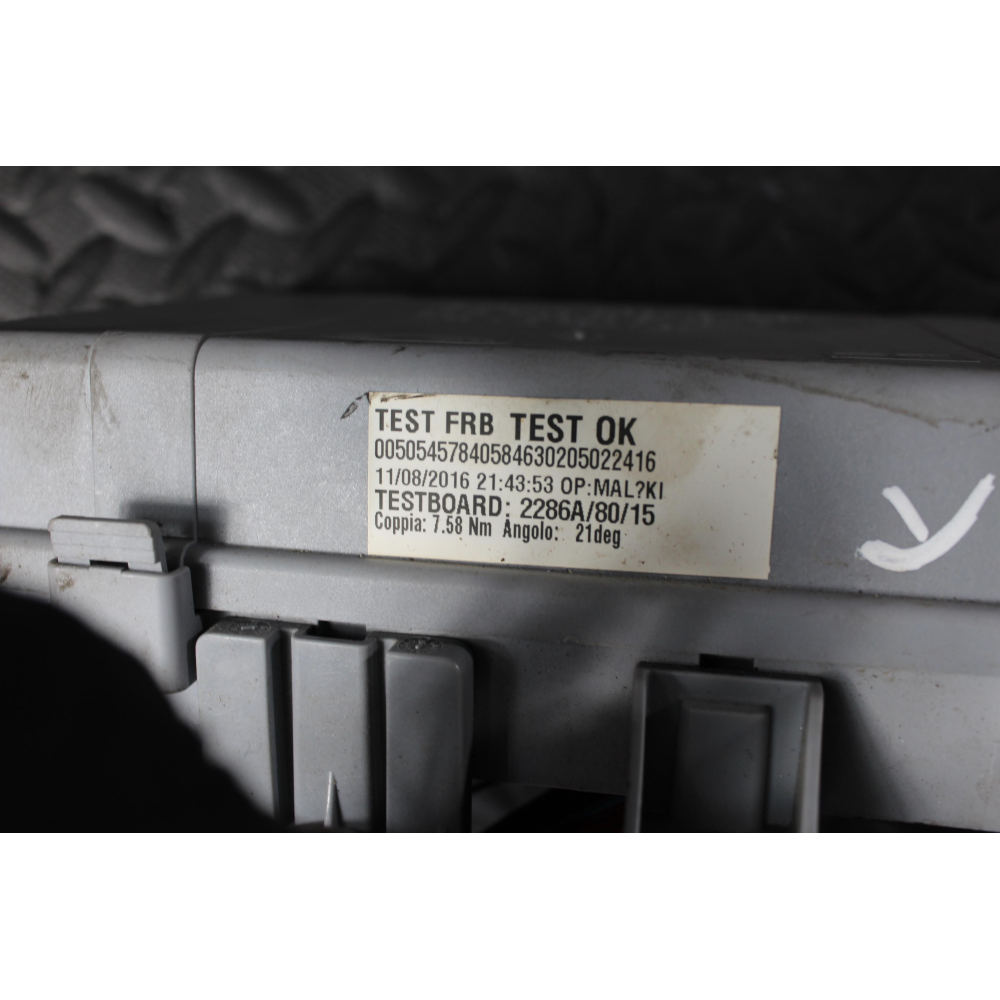 TEST FRB TEST OK
00505457840584630205022416
11/08/2016 21:43:53 OP:MAL?KI
TESTBOARD: 2286A/80/15
Coppia: 7.58 Nm Angolo: 21deg